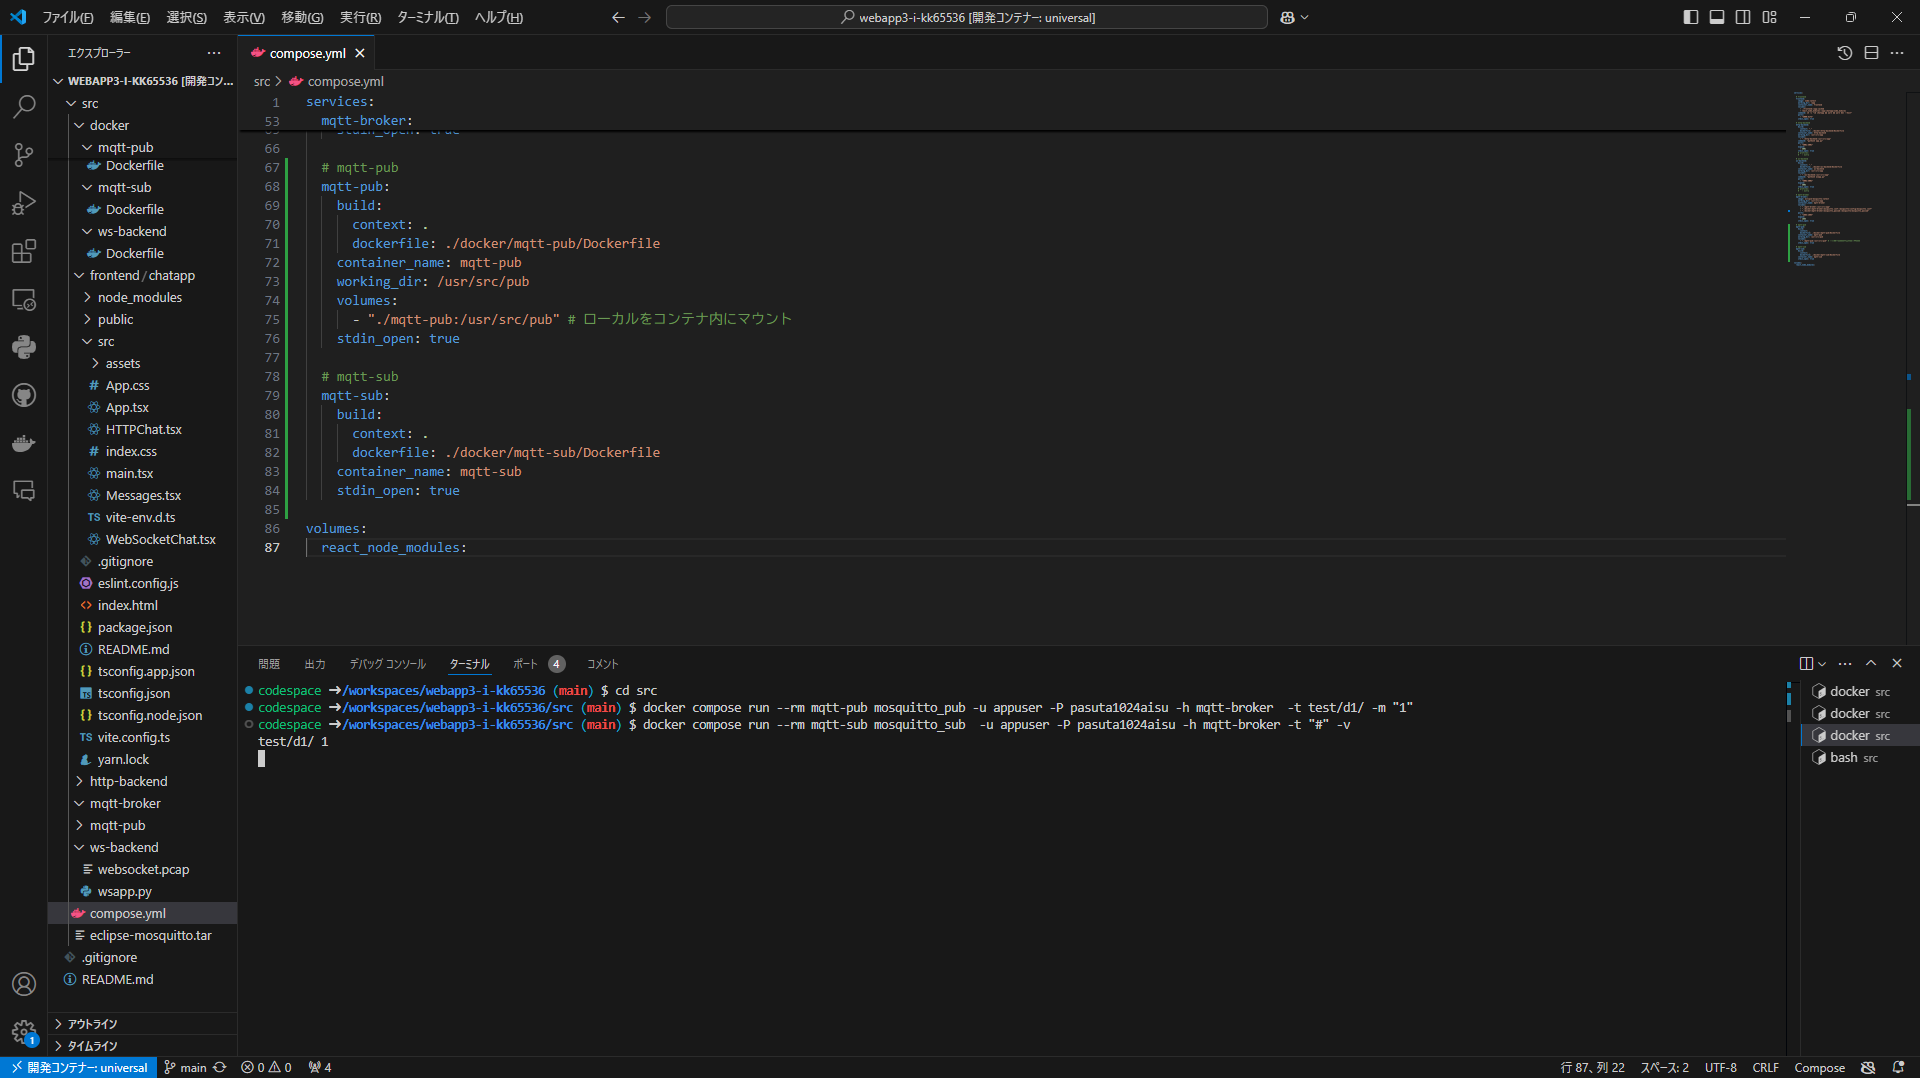 ファイル(F) 編集(E) 選択(S) 表示(V) 移動(G) 実行(R) ターミナル(T) ヘルプ(H)
webapp3-i-kk65536 [開発コンテナー: universal]
エクスプローラー
WEBAPP3-I-KK65536 [開発コン...
src
docker
mqtt-pub
Dockerfile
mqtt-sub
Dockerfile
ws-backend
Dockerfile
frontend / chatapp
node_modules
public
src
assets
App.css
App.tsx
HTTPChat.tsx
index.css
main.tsx
Messages.tsx
TS vite-env.d.ts
WebSocketChat.tsx
.gitignore
eslint.config.js
index.html
package.json
README.md
tsconfig.app.json
tsconfig.json
tsconfig.node.json
TS vite.config.ts
yarn.lock
http-backend
mqtt-broker
mqtt-pub
ws-backend
websocket.pcap
wsapp.py
compose.yml
eclipse-mosquitto.tar
.gitignore
README.md
アウトライン
タイムライン
compose.yml
src > compose.yml
1 services:
53 mqtt-broker:
65 stdin_open: true
66
67 # mqtt-pub
68 mqtt-pub:
69 build:
70 context: .
71 dockerfile: ./docker/mqtt-pub/Dockerfile
72 container_name: mqtt-pub
73 working_dir: /usr/src/pub
74 volumes:
75 - "./mqtt-pub:/usr/src/pub" # ローカルをコンテナ内にマウント
76 stdin_open: true
77
78 # mqtt-sub
79 mqtt-sub:
80 build:
81 context: .
82 dockerfile: ./docker/mqtt-sub/Dockerfile
83 container_name: mqtt-sub
84 stdin_open: true
85
86 volumes:
87 react_node_modules:
問題 出力 デバッグ コンソール ターミナル ポート 4 コメント
codespace ➜/workspaces/webapp3-i-kk65536 (main) $ cd src
codespace ➜/workspaces/webapp3-i-kk65536/src (main) $ docker compose run --rm mqtt-pub mosquitto_pub -u appuser -P pasuta1024aisu -h mqtt-broker  -t test/d1/ -m "1"
codespace ➜/workspaces/webapp3-i-kk65536/src (main) $ docker compose run --rm mqtt-sub mosquitto_sub  -u appuser -P pasuta1024aisu -h mqtt-broker -t "#" -v
test/d1/ 1
docker src
docker src
docker src
bash src
1
開発コンテナー: universal main 0 0 4
行 87、列 22 スペース: 2 UTF-8 CRLF Compose